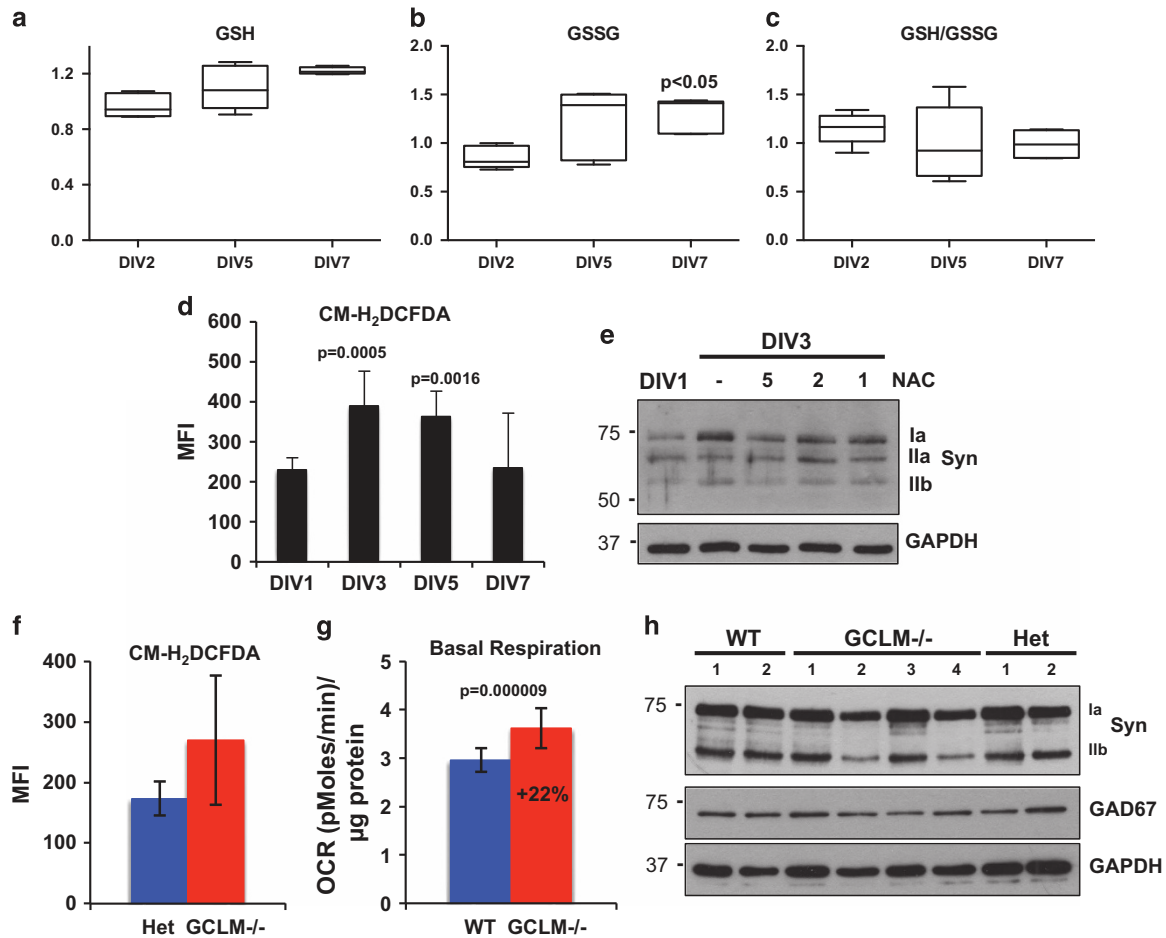 a
GSH
1.2
0.8
0.4
0.0
DIV2 DIV5 DIV7
b
GSSG
2.0
1.5
1.0
0.5
0.0
p<0.05
DIV2 DIV5 DIV7
c
GSH/GSSG
2.0
1.5
1.0
0.5
0.0
DIV2 DIV5 DIV7
d
CM-H₂DCFDA
MFI
600
500
400
300
200
100
0
p=0.0005
p=0.0016
DIV1 DIV3 DIV5 DIV7
e
DIV3
DIV1 - 5 2 1 NAC
75 -
50 -
Ia
IIa Syn
IIb
37 -
GAPDH
f
CM-H₂DCFDA
MFI
400
300
200
100
0
Het GCLM-/-
g
Basal Respiration
OCR (pMoles/min)/
µg protein
5
4
3
2
1
0
p=0.000009
+22%
WT GCLM-/-
h
WT GCLM-/- Het
1 2 1 2 3 4 1 2
75 -
Ia
Syn
IIb
75 -
GAD67
37 -
GAPDH